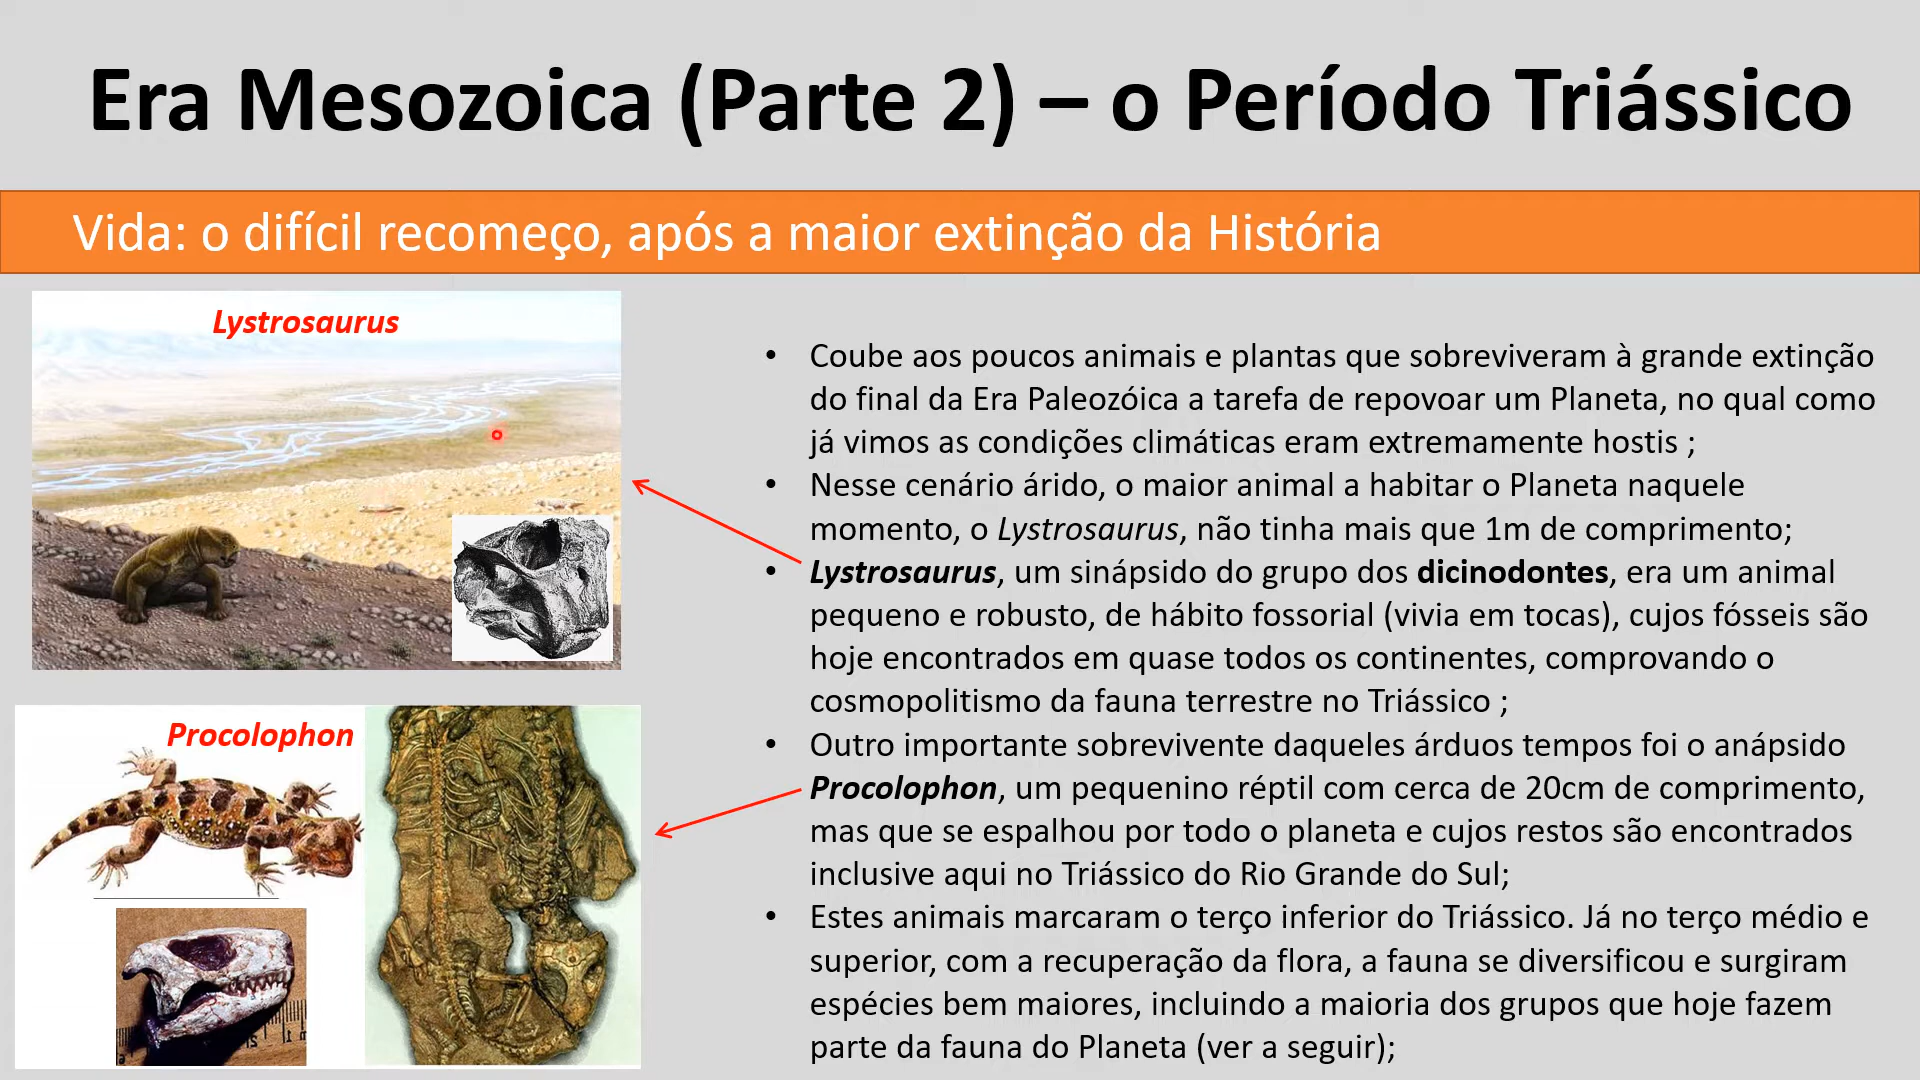 Era Mesozoica (Parte 2) – o Período Triássico
Vida: o difícil recomeço, após a maior extinção da História
Lystrosaurus
Procolophon
• Coube aos poucos animais e plantas que sobreviveram à grande extinção
do final da Era Paleozóica a tarefa de repovoar um Planeta, no qual como
já vimos as condições climáticas eram extremamente hostis ;
• Nesse cenário árido, o maior animal a habitar o Planeta naquele
momento, o Lystrosaurus, não tinha mais que 1m de comprimento;
• Lystrosaurus, um sinápsido do grupo dos dicinodontes, era um animal
pequeno e robusto, de hábito fossorial (vivia em tocas), cujos fósseis são
hoje encontrados em quase todos os continentes, comprovando o
cosmopolitismo da fauna terrestre no Triássico ;
• Outro importante sobrevivente daqueles árduos tempos foi o anápsido
Procolophon, um pequenino réptil com cerca de 20cm de comprimento,
mas que se espalhou por todo o planeta e cujos restos são encontrados
inclusive aqui no Triássico do Rio Grande do Sul;
• Estes animais marcaram o terço inferior do Triássico. Já no terço médio e
superior, com a recuperação da flora, a fauna se diversificou e surgiram
espécies bem maiores, incluindo a maioria dos grupos que hoje fazem
parte da fauna do Planeta (ver a seguir);